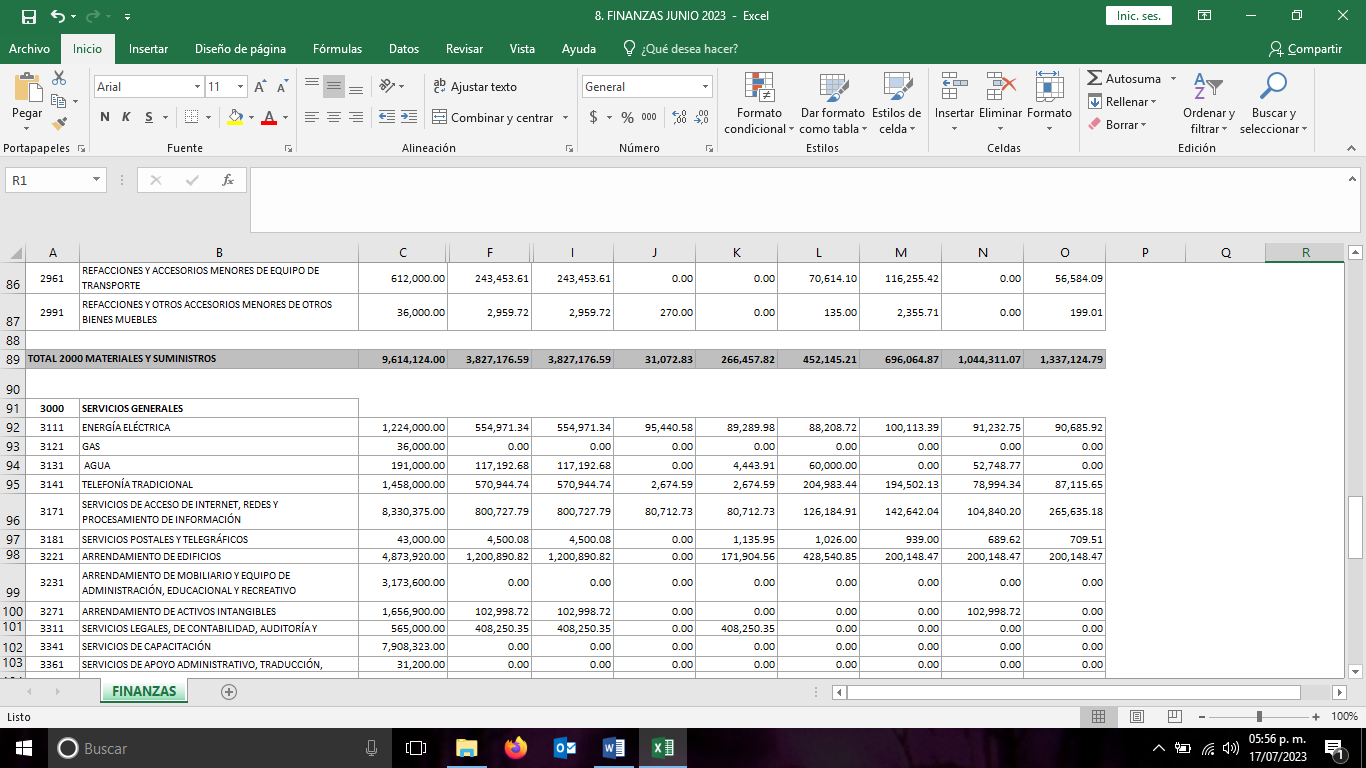 8. FINANZAS JUNIO 2023 - Excel
Inic. ses.
Archivo Inicio Insertar Diseño de página Fórmulas Datos Revisar Vista Ayuda ¿Qué desea hacer? Compartir
Pegar
Arial 11
N K S
Ajustar texto
Combinar y centrar
General
$ % 000
Formato condicional
Dar formato como tabla
Estilos de celda
Insertar Eliminar Formato
Autosuma
Rellenar
Borrar
Ordenar y filtrar
Buscar y seleccionar
Portapapeles Fuente Alineación Número Estilos Celdas Edición
R1 fx
A B C F I J K L M N O P Q R
86 2961 REFACCIONES Y ACCESORIOS MENORES DE EQUIPO DE TRANSPORTE 612,000.00 243,453.61 243,453.61 0.00 0.00 70,614.10 116,255.42 0.00 56,584.09
87 2991 REFACCIONES Y OTROS ACCESORIOS MENORES DE OTROS BIENES MUEBLES 36,000.00 2,959.72 2,959.72 270.00 0.00 135.00 2,355.71 0.00 199.01
88
89 TOTAL 2000 MATERIALES Y SUMINISTROS 9,614,124.00 3,827,176.59 3,827,176.59 31,072.83 266,457.82 452,145.21 696,064.87 1,044,311.07 1,337,124.79
90
91 3000 SERVICIOS GENERALES
92 3111 ENERGÍA ELÉCTRICA 1,224,000.00 554,971.34 554,971.34 95,440.58 89,289.98 88,208.72 100,113.39 91,232.75 90,685.92
93 3121 GAS 36,000.00 0.00 0.00 0.00 0.00 0.00 0.00 0.00 0.00
94 3131 AGUA 191,000.00 117,192.68 117,192.68 0.00 4,443.91 60,000.00 0.00 52,748.77 0.00
95 3141 TELEFONÍA TRADICIONAL 1,458,000.00 570,944.74 570,944.74 2,674.59 2,674.59 204,983.44 194,502.13 78,994.34 87,115.65
96 3171 SERVICIOS DE ACCESO DE INTERNET, REDES Y PROCESAMIENTO DE INFORMACIÓN 8,330,375.00 800,727.79 800,727.79 80,712.73 80,712.73 126,184.91 142,642.04 104,840.20 265,635.18
97 3181 SERVICIOS POSTALES Y TELEGRÁFICOS 43,000.00 4,500.08 4,500.08 0.00 1,135.95 1,026.00 939.00 689.62 709.51
98 3221 ARRENDAMIENTO DE EDIFICIOS 4,873,920.00 1,200,890.82 1,200,890.82 0.00 171,904.56 428,540.85 200,148.47 200,148.47 200,148.47
99 3231 ARRENDAMIENTO DE MOBILIARIO Y EQUIPO DE ADMINISTRACIÓN, EDUCACIONAL Y RECREATIVO 3,173,600.00 0.00 0.00 0.00 0.00 0.00 0.00 0.00 0.00
100 3271 ARRENDAMIENTO DE ACTIVOS INTANGIBLES 1,656,900.00 102,998.72 102,998.72 0.00 0.00 0.00 0.00 102,998.72 0.00
101 3311 SERVICIOS LEGALES, DE CONTABILIDAD, AUDITORÍA Y 565,000.00 408,250.35 408,250.35 0.00 408,250.35 0.00 0.00 0.00 0.00
102 3341 SERVICIOS DE CAPACITACIÓN 7,908,323.00 0.00 0.00 0.00 0.00 0.00 0.00 0.00 0.00
103 3361 SERVICIOS DE APOYO ADMINISTRATIVO, TRADUCCIÓN, 31,200.00 0.00 0.00 0.00 0.00 0.00 0.00 0.00 0.00
FINANZAS
Listo 100%
Buscar
05:56 p. m.
17/07/2023
1